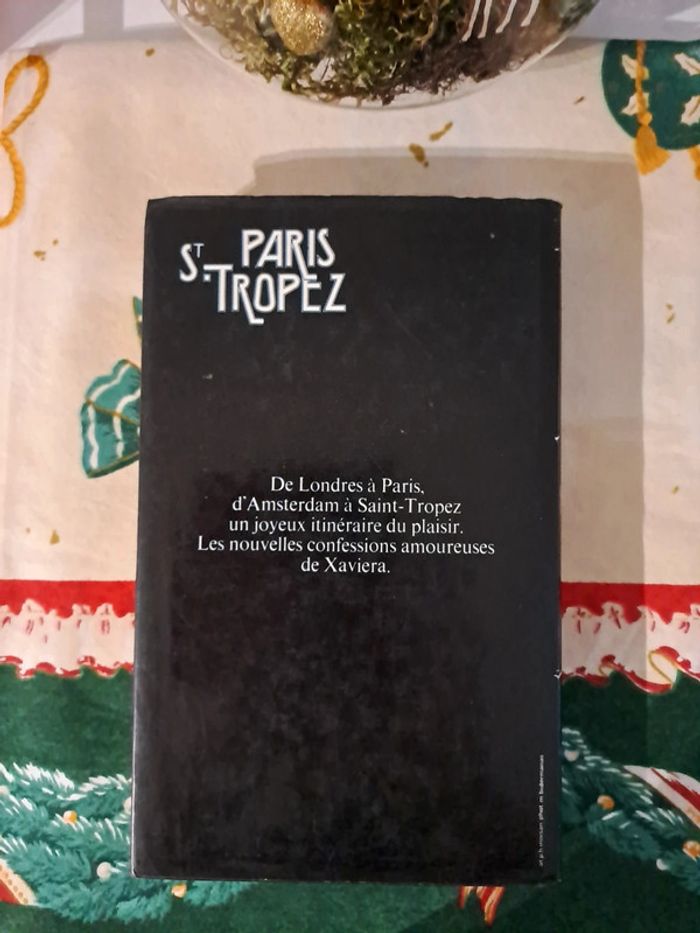 PARIS
ST.TROPEZ
De Londres à Paris,
d'Amsterdam à Saint-Tropez
un joyeux itinéraire du plaisir.
Les nouvelles confessions amoureuses
de Xaviera.